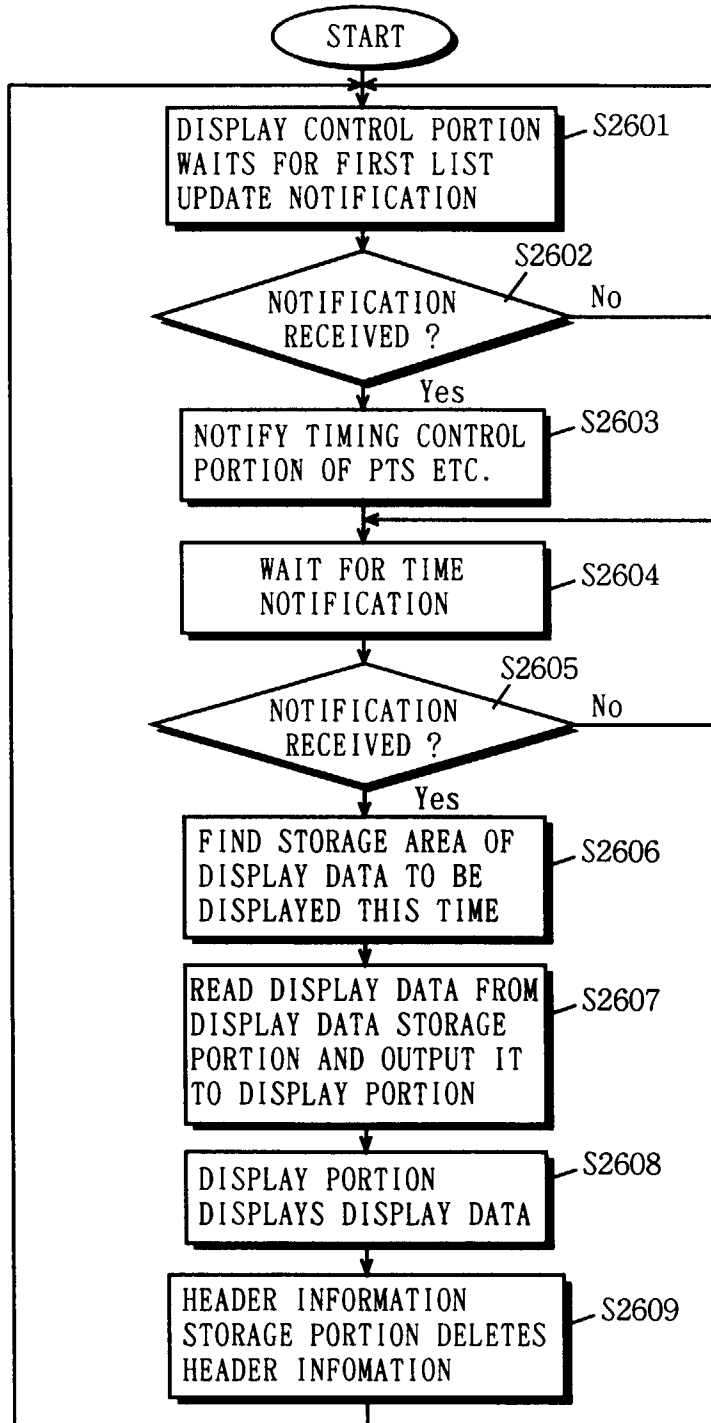 START
DISPLAY CONTROL PORTION
WAITS FOR FIRST LIST
UPDATE NOTIFICATION
S2601
S2602
NOTIFICATION
RECEIVED ?
No
Yes
NOTIFY TIMING CONTROL
PORTION OF PTS ETC.
S2603
WAIT FOR TIME
NOTIFICATION
S2604
S2605
NOTIFICATION
RECEIVED ?
No
Yes
FIND STORAGE AREA OF
DISPLAY DATA TO BE
DISPLAYED THIS TIME
S2606
READ DISPLAY DATA FROM
DISPLAY DATA STORAGE
PORTION AND OUTPUT IT
TO DISPLAY PORTION
S2607
DISPLAY PORTION
DISPLAYS DISPLAY DATA
S2608
HEADER INFORMATION
STORAGE PORTION DELETES
HEADER INFOMATION
S2609